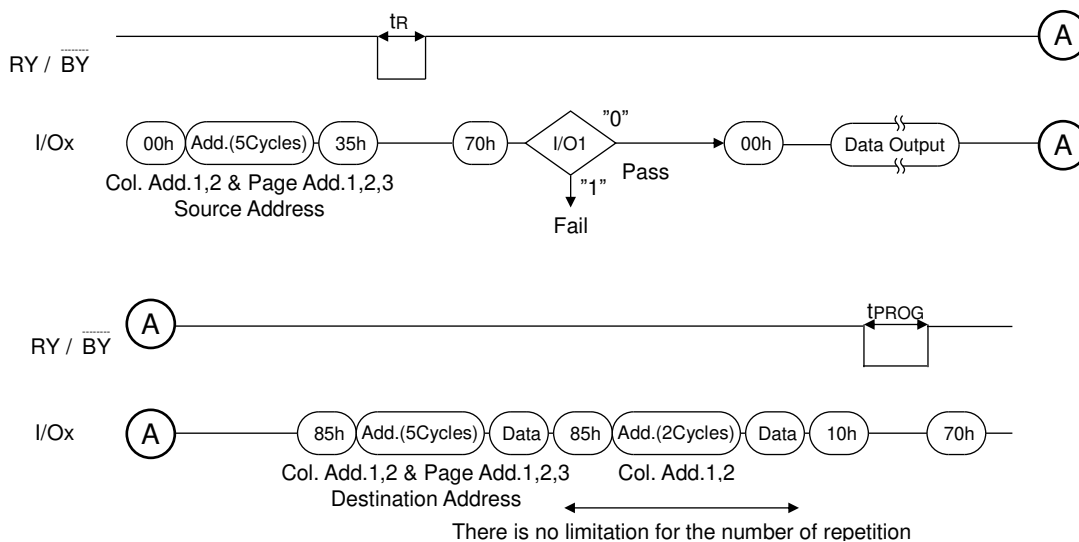 tR
A
RY / BY
I/Ox
00h
Add.(5Cycles)
35h
70h
I/O1
"0"
Pass
"1"
Fail
00h
Data Output
A
Col. Add.1,2 & Page Add.1,2,3
Source Address
A
tPROG
RY / BY
I/Ox
A
85h
Add.(5Cycles)
Data
85h
Add.(2Cycles)
Data
10h
70h
Col. Add.1,2 & Page Add.1,2,3
Col. Add.1,2
Destination Address
There is no limitation for the number of repetition